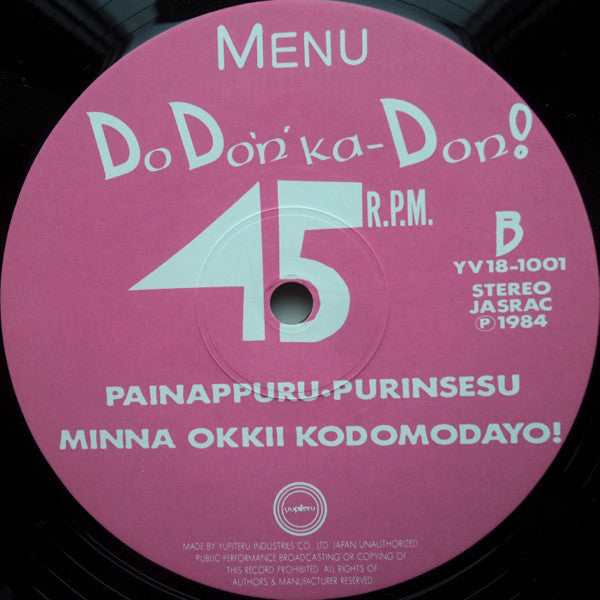 MENU
Do Don' ka-Don!
45 R.P.M.
B
YV18-1001
STEREO
JASRAC
Ⓟ1984
PAINAPPURU•PURINSESU
MINNA OKKII KODOMODAYO!
yupiteru
MADE BY YUPITERU INDUSTRIES CO., LTD. JAPAN UNAUTHORIZED
PUBLIC PERFORMANCE BROADCASTING OR COPYING OF
THIS RECORD PROHIBITED. ALL RIGHTS OF
AUTHORS & MANUFACTURER RESERVED